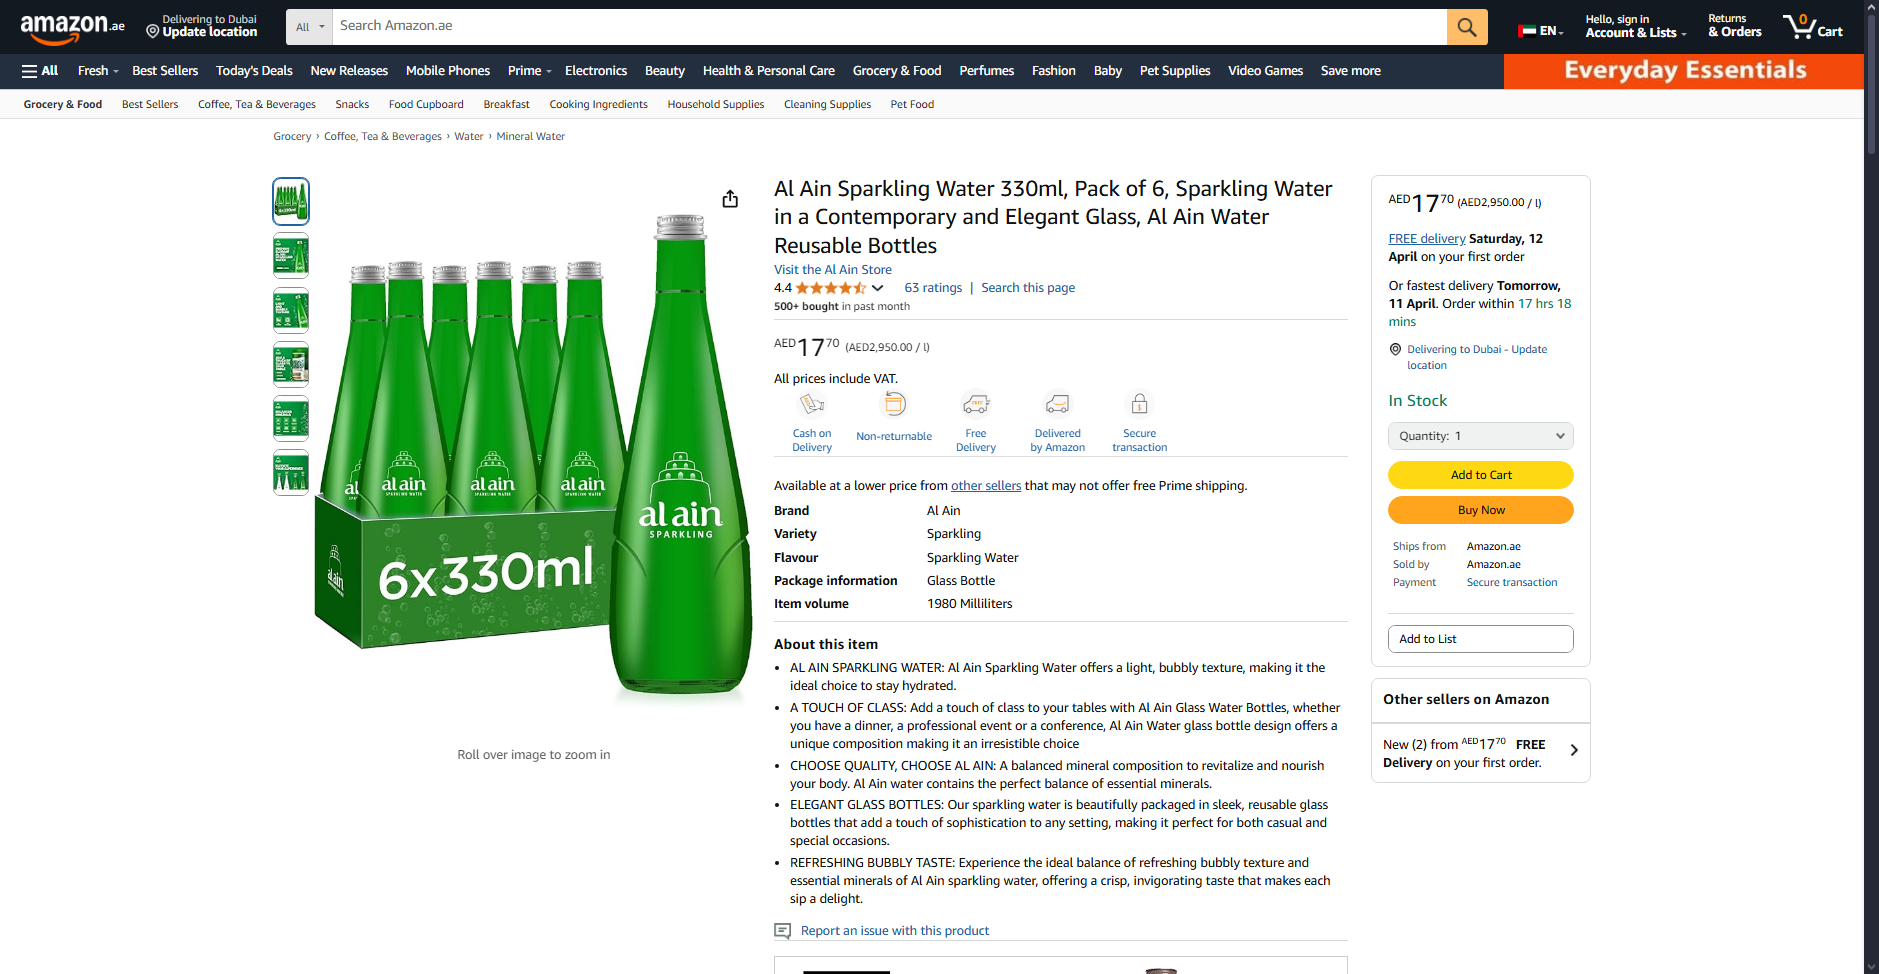 amazon.ae
Delivering to Dubai
Update location
All
Search Amazon.ae
EN
Hello, sign in
Account & Lists
Returns
& Orders
0
Cart
All
Fresh
Best Sellers
Today's Deals
New Releases
Mobile Phones
Prime
Electronics
Beauty
Health & Personal Care
Grocery & Food
Perfumes
Fashion
Baby
Pet Supplies
Video Games
Save more
Everyday Essentials
Grocery & Food
Best Sellers
Coffee, Tea & Beverages
Snacks
Food Cupboard
Breakfast
Cooking Ingredients
Household Supplies
Cleaning Supplies
Pet Food
Grocery › Coffee, Tea & Beverages › Water › Mineral Water
al ain
SPARKLING WATER
al ain
SPARKLING WATER
al ain
SPARKLING WATER
al ain
SPARKLING
al ain
6x330ml
Roll over image to zoom in
Al Ain Sparkling Water 330ml, Pack of 6, Sparkling Water
in a Contemporary and Elegant Glass, Al Ain Water
Reusable Bottles
Visit the Al Ain Store
4.4
63 ratings | Search this page
500+ bought in past month
AED1770 (AED2,950.00 / l)
All prices include VAT.
Cash on
Delivery
Non-returnable
Free
Delivery
Delivered
by Amazon
Secure
transaction
Available at a lower price from other sellers that may not offer free Prime shipping.
Brand Al Ain
Variety Sparkling
Flavour Sparkling Water
Package information Glass Bottle
Item volume 1980 Milliliters
About this item
• AL AIN SPARKLING WATER: Al Ain Sparkling Water offers a light, bubbly texture, making it the
ideal choice to stay hydrated.
• A TOUCH OF CLASS: Add a touch of class to your tables with Al Ain Glass Water Bottles, whether
you have a dinner, a professional event or a conference, Al Ain Water glass bottle design offers a
unique composition making it an irresistible choice
• CHOOSE QUALITY, CHOOSE AL AIN: A balanced mineral composition to revitalize and nourish
your body. Al Ain water contains the perfect balance of essential minerals.
• ELEGANT GLASS BOTTLES: Our sparkling water is beautifully packaged in sleek, reusable glass
bottles that add a touch of sophistication to any setting, making it perfect for both casual and
special occasions.
• REFRESHING BUBBLY TASTE: Experience the ideal balance of refreshing bubbly texture and
essential minerals of Al Ain sparkling water, offering a crisp, invigorating taste that makes each
sip a delight.
Report an issue with this product
AED1770 (AED2,950.00 / l)
FREE delivery Saturday, 12
April on your first order
Or fastest delivery Tomorrow,
11 April. Order within 17 hrs 18
mins
Delivering to Dubai - Update
location
In Stock
Quantity: 1
Add to Cart
Buy Now
Ships from Amazon.ae
Sold by Amazon.ae
Payment Secure transaction
Add to List
Other sellers on Amazon
New (2) from AED1770 FREE
Delivery on your first order.